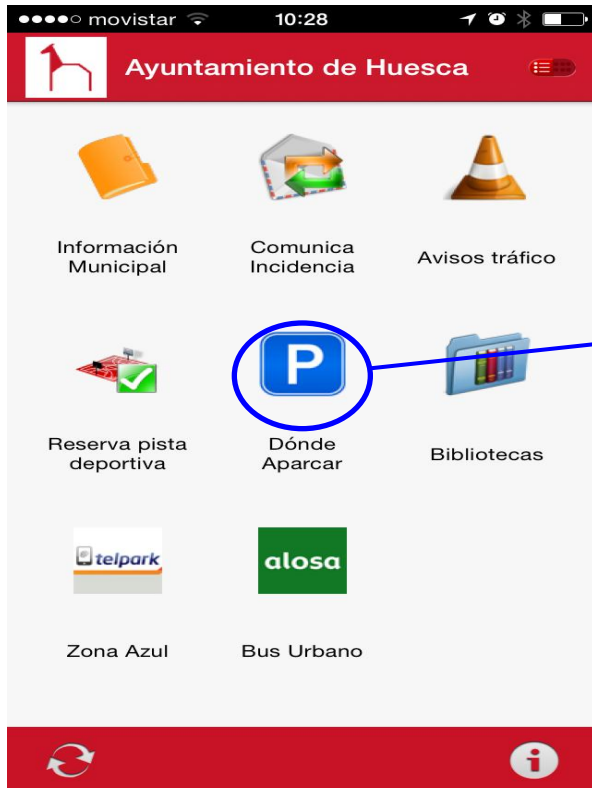 movistar 10:28
Ayuntamiento de Huesca
Información
Municipal
Comunica
Incidencia
Avisos tráfico
P
Reserva pista
deportiva
Dónde
Aparcar
Bibliotecas
telpark
alosa
Zona Azul
Bus Urbano
i